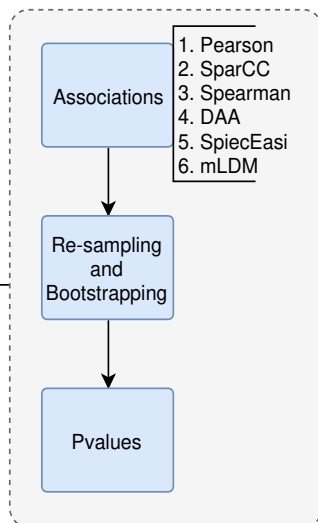 Associations
1. Pearson
2. SparCC
3. Spearman
4. DAA
5. SpiecEasi
6. mLDM
Re-sampling
and
Bootstrapping
Pvalues